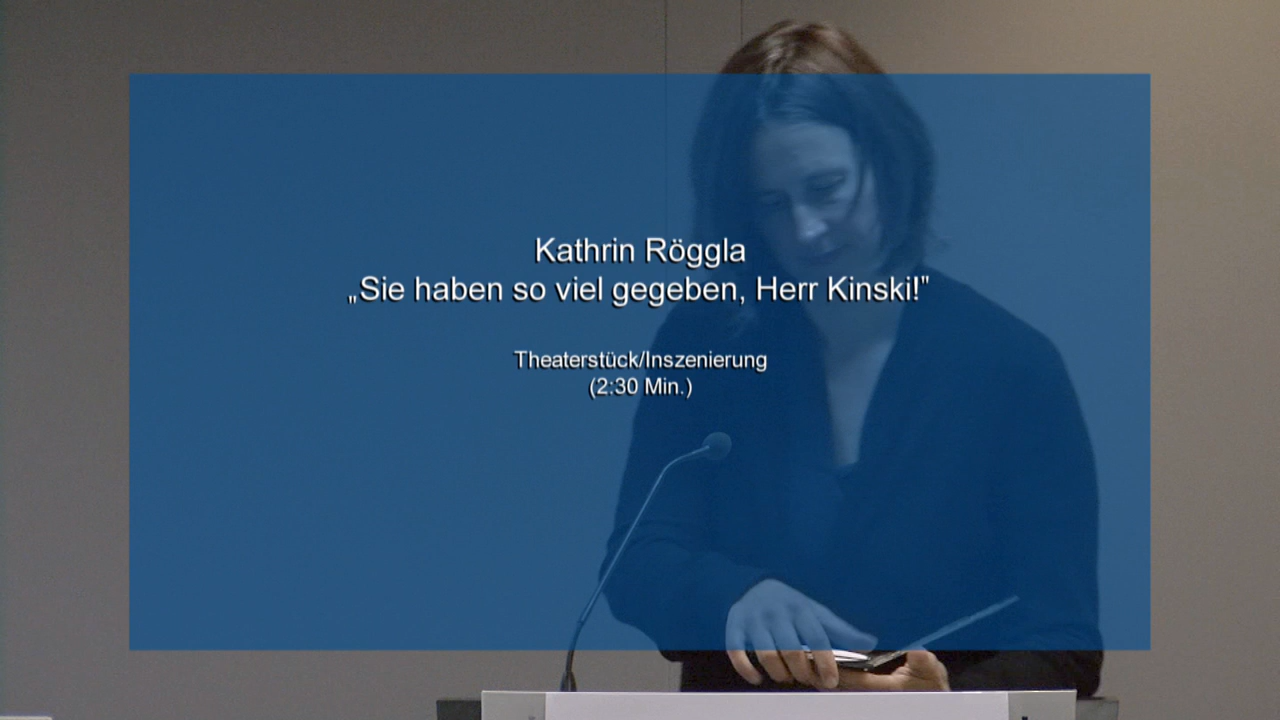 Kathrin Röggla
„Sie haben so viel gegeben, Herr Kinski!"
Theaterstück/Inszenierung
(2:30 Min.)